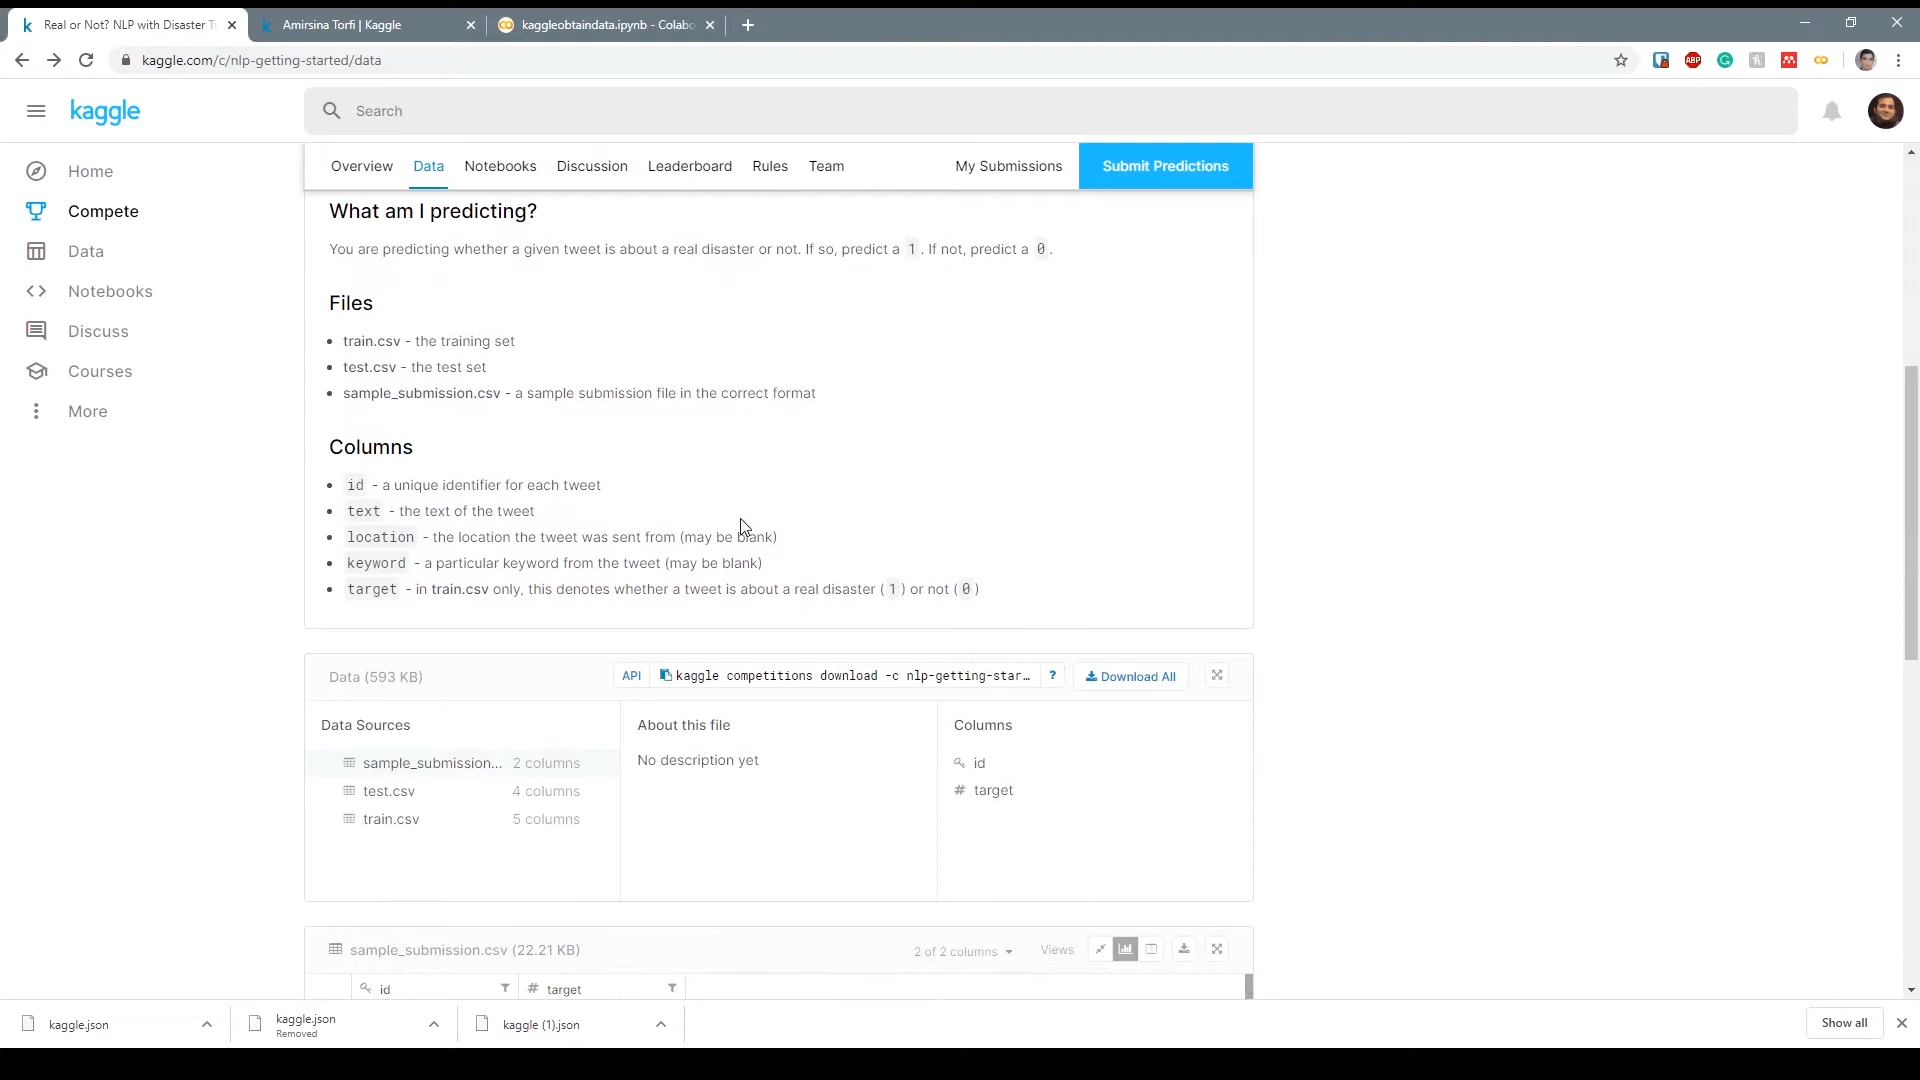 Real or Not? NLP with Disaster Tw
Amirsina Torfi | Kaggle
kaggleobtaindata.ipynb - Colabo
kaggle.com/c/nlp-getting-started/data
ABP
kaggle
Search
Home
Compete
Data
Notebooks
Discuss
Courses
More
Overview Data Notebooks Discussion Leaderboard Rules Team My Submissions Submit Predictions
What am I predicting?
You are predicting whether a given tweet is about a real disaster or not. If so, predict a 1. If not, predict a 0.
Files
train.csv - the training set
test.csv - the test set
sample_submission.csv - a sample submission file in the correct format
Columns
id - a unique identifier for each tweet
text - the text of the tweet
location - the location the tweet was sent from (may be blank)
keyword - a particular keyword from the tweet (may be blank)
target - in train.csv only, this denotes whether a tweet is about a real disaster (1) or not (0)
Data (593 KB) API kaggle competitions download -c nlp-getting-star... ? Download All
Data Sources About this file Columns
sample_submission... 2 columns No description yet id
test.csv 4 columns # target
train.csv 5 columns
sample_submission.csv (22.21 KB) 2 of 2 columns Views
id # target
kaggle.json
kaggle.json
Removed
kaggle (1).json
Show all